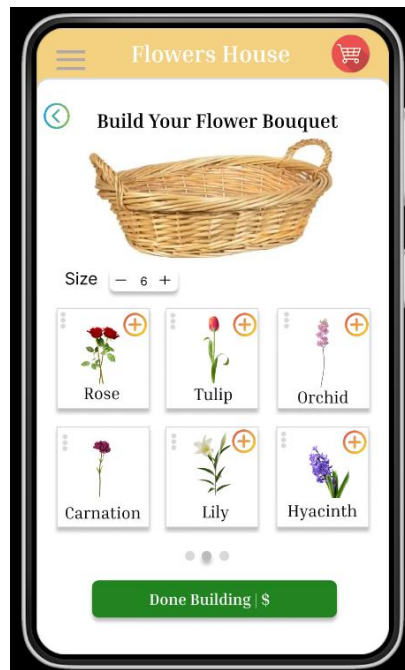 Flowers House
Build Your Flower Bouquet
Size − 6 +
Rose
Tulip
Orchid
Carnation
Lily
Hyacinth
Done Building | $